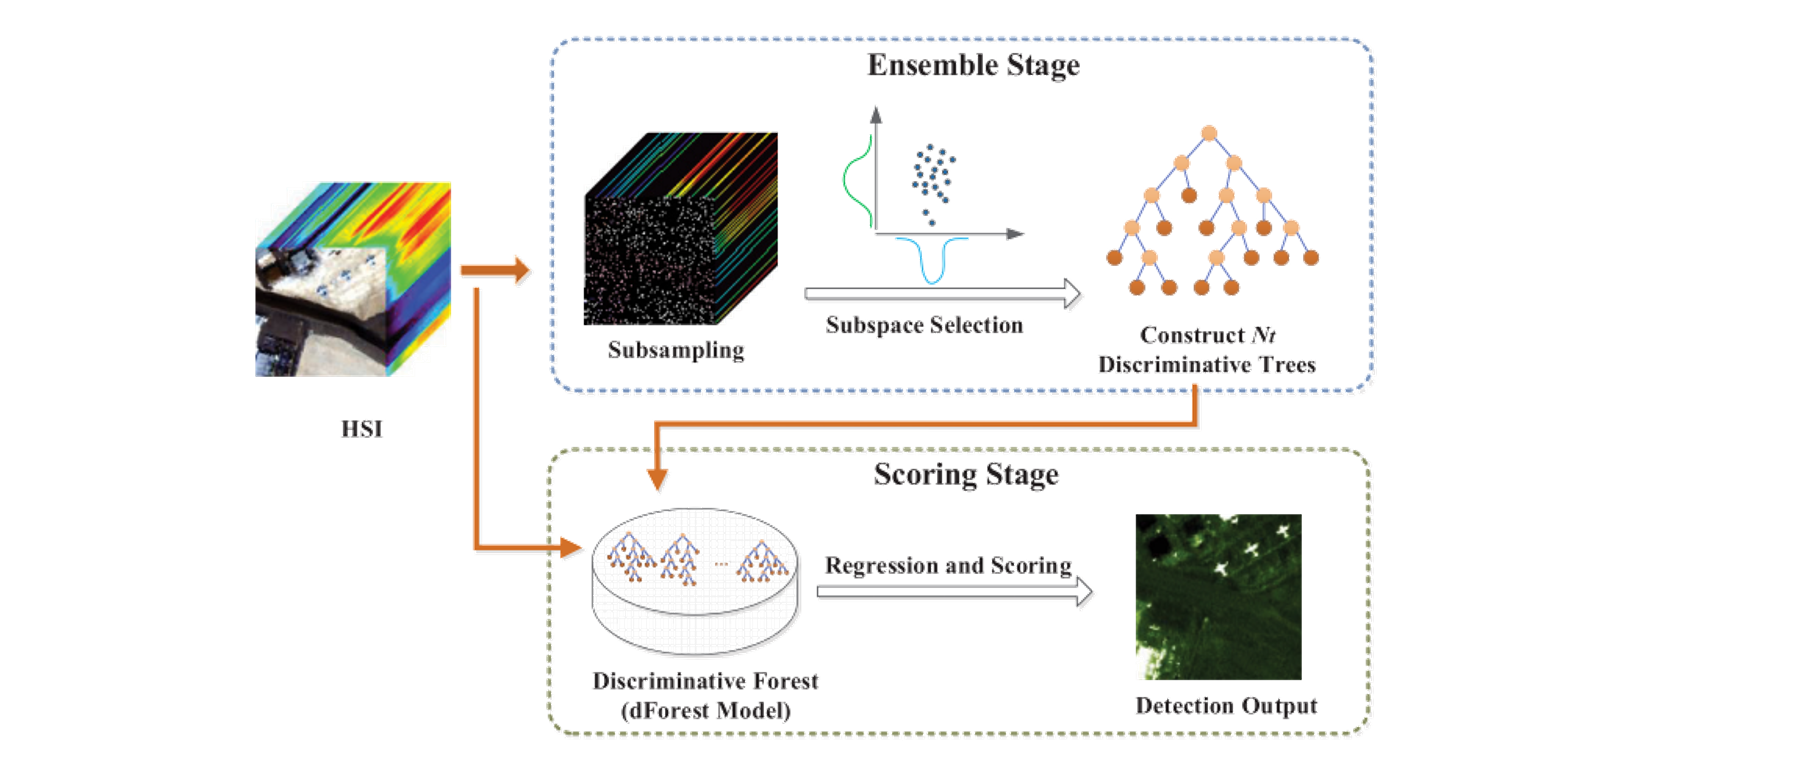 Ensemble Stage
Subsampling
Subspace Selection
Construct Nt
Discriminative Trees
HSI
Scoring Stage
Regression and Scoring
...
Discriminative Forest
(dForest Model)
Detection Output